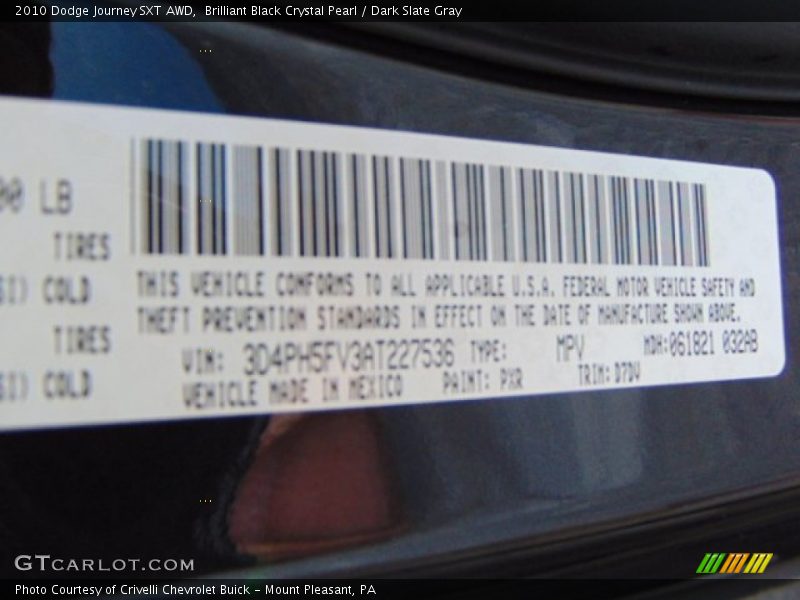 2010 Dodge Journey SXT AWD, Brilliant Black Crystal Pearl / Dark Slate Gray
00 LB
TIRES
SI) COLD
TIRES
SI) COLD
THIS VEHICLE CONFORMS TO ALL APPLICABLE U.S.A. FEDERAL MOTOR VEHICLE SAFETY AND
THEFT PREVENTION STANDARDS IN EFFECT ON THE DATE OF MANUFACTURE SHOWN ABOVE.
VIN: 3D4PH5FV3AT227536 TYPE: MPV MDH:061821 032AB
VEHICLE MADE IN MEXICO PAINT: PXR TRIM: D7DV
GTCARLOT.COM
Photo Courtesy of Crivelli Chevrolet Buick - Mount Pleasant, PA